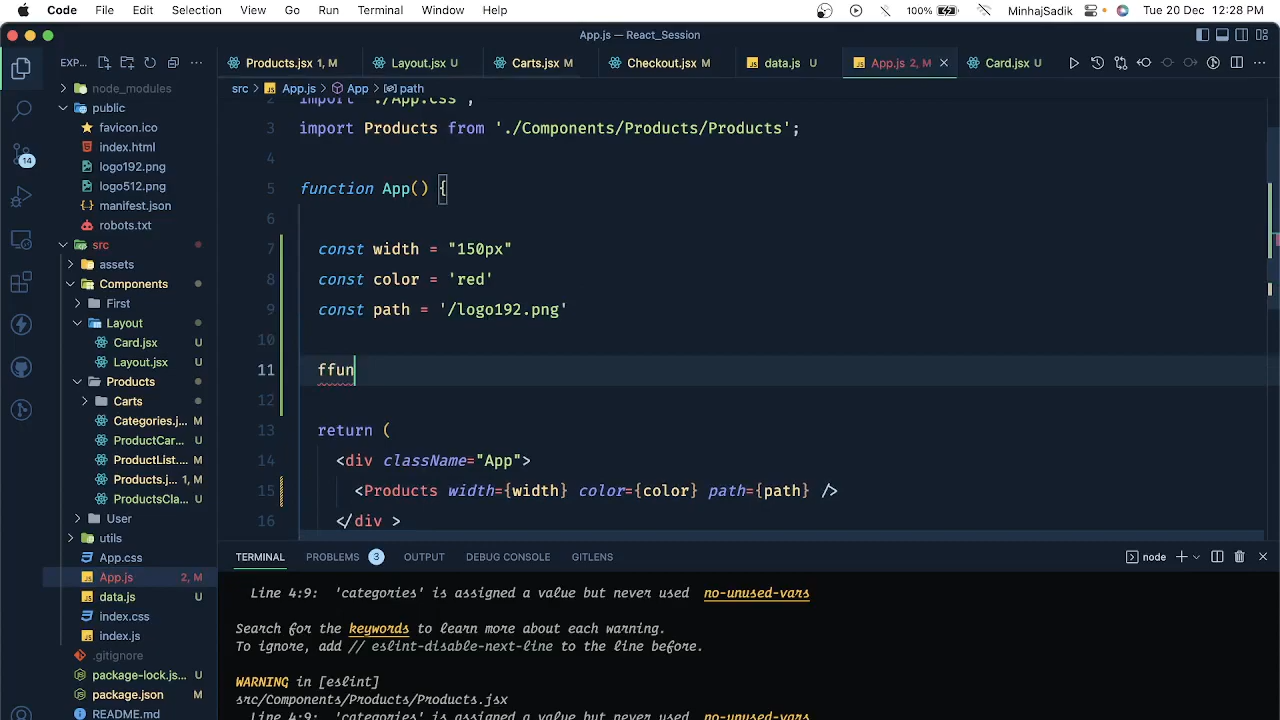 Code File Edit Selection View Go Run Terminal Window Help 100% MinhajSadik Tue 20 Dec 12:28 PM
App.js — React_Session
EXP... Products.jsx 1, M Layout.jsx U Carts.jsx M Checkout.jsx M data.js U App.js 2, M Card.jsx U
src > App.js > App > path
node_modules
public
favicon.ico
index.html
logo192.png
logo512.png
manifest.json
robots.txt
src
assets
Components
First
Layout
Card.jsx U
Layout.jsx U
Products
Carts
Categories.j... M
ProductCar... U
ProductList.... M
Products.j... 1, M
ProductsCla... U
User
utils
App.css
App.js 2, M
data.js U
index.css
index.js
.gitignore
package-lock.js... U
package.json M
README.md
14
2 import './App.css';
3 import Products from './Components/Products/Products';
4
5 function App() {
6
7 const width = "150px"
8 const color = 'red'
9 const path = '/logo192.png'
10
11 ffun
12
13 return (
14 <div className="App">
15 <Products width={width} color={color} path={path} />
16 </div >
TERMINAL PROBLEMS 3 OUTPUT DEBUG CONSOLE GITLENS node
Line 4:9: 'categories' is assigned a value but never used no-unused-vars
Search for the keywords to learn more about each warning.
To ignore, add // eslint-disable-next-line to the line before.
WARNING in [eslint]
src/Components/Products/Products.jsx
Line 4:9: 'categories' is assigned a value but never used no-unused-vars